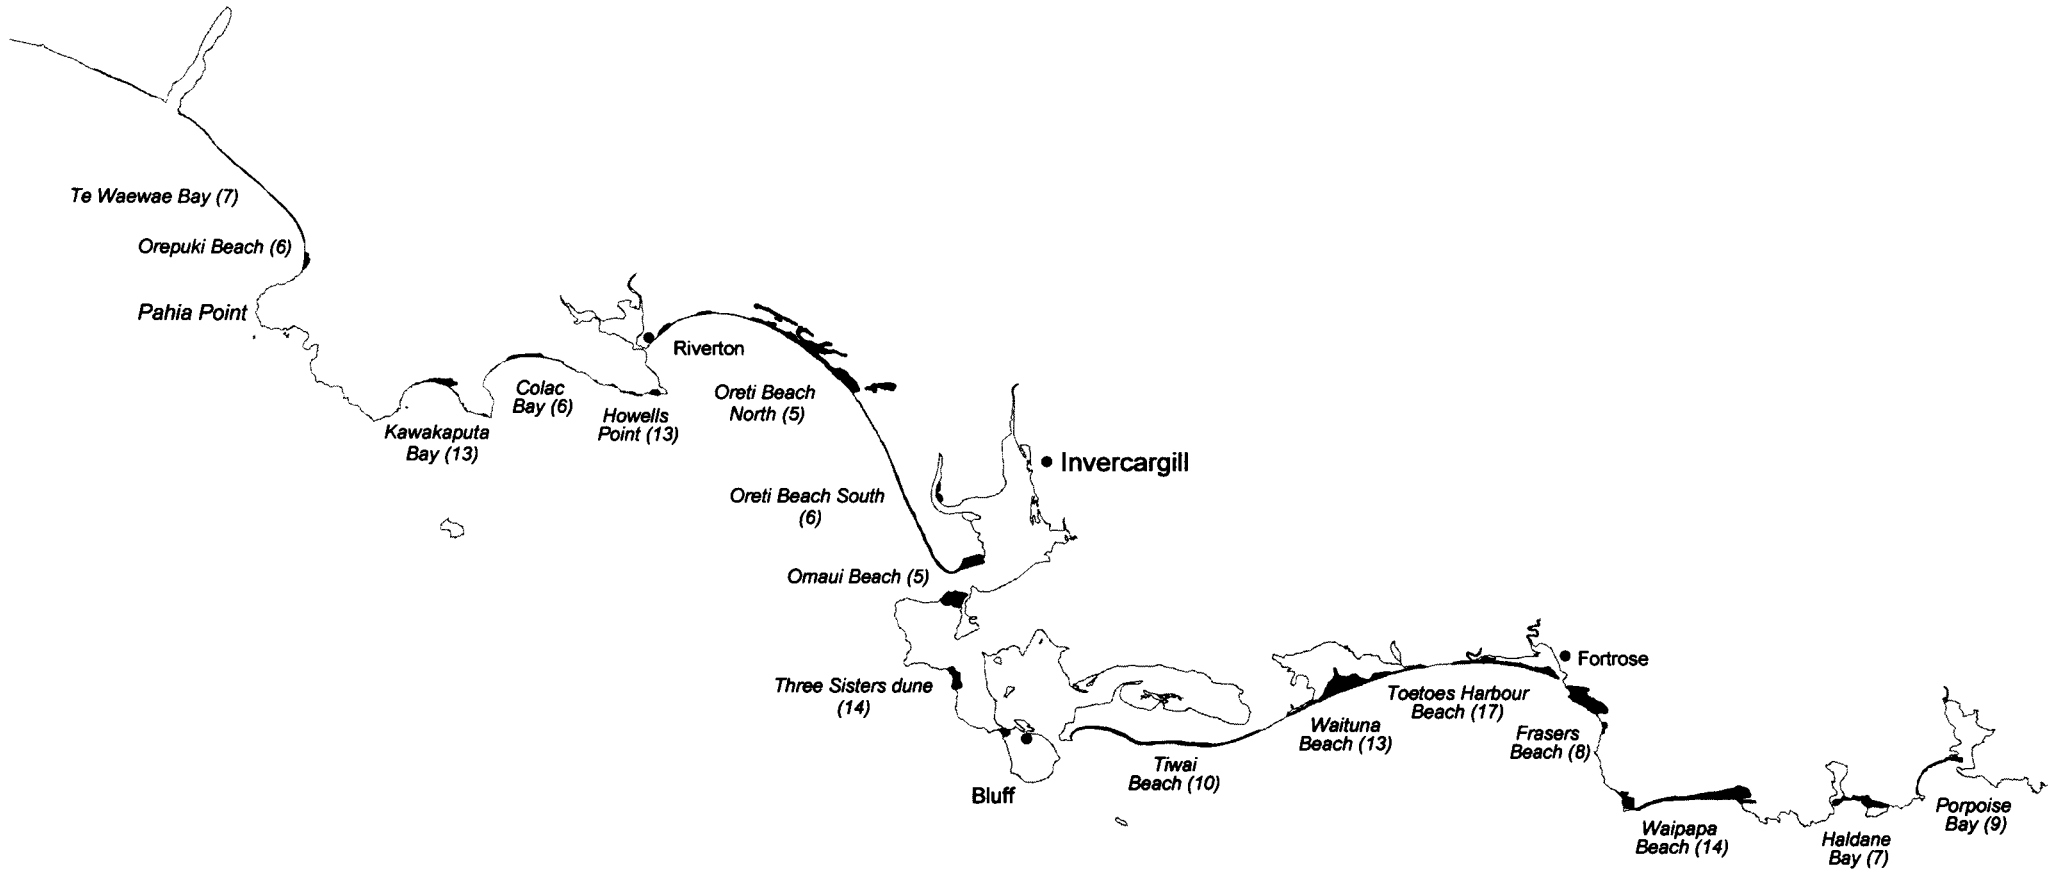 Te Waewae Bay (7)
Orepuki Beach (6)
Pahia Point
Riverton
Colac
Bay (6)
Howells
Point (13)
Oreti Beach
North (5)
Kawakaputa
Bay (13)
Invercargill
Oreti Beach South
(6)
Omaui Beach (5)
Three Sisters dune
(14)
Bluff
Tiwai
Beach (10)
Waituna
Beach (13)
Toetoes Harbour
Beach (17)
Fortrose
Frasers
Beach (8)
Waipapa
Beach (14)
Haldane
Bay (7)
Porpoise
Bay (9)